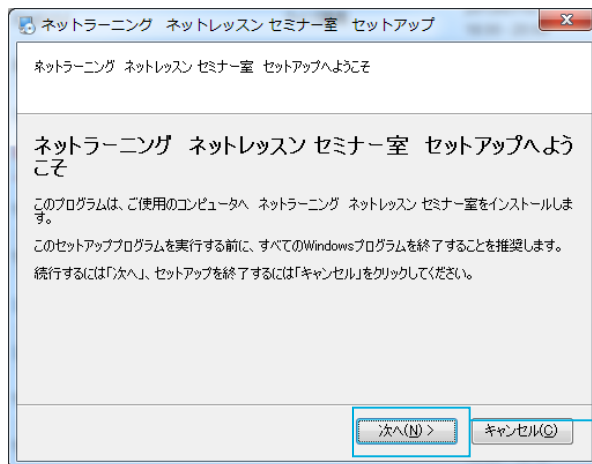 ネットラーニング ネットレッスン セミナー室 セットアップ
ネットラーニング ネットレッスン セミナー室 セットアップへようこそ
ネットラーニング ネットレッスン セミナー室 セットアップへよう
こそ
このプログラムは、ご使用のコンピュータへ ネットラーニング ネットレッスン セミナー室をインストールしま
す。
このセットアッププログラムを実行する前に、すべてのWindowsプログラムを終了することを推奨します。
続行するには「次へ」、セットアップを終了するには「キャンセル」をクリックしてください。
次へ(N) >
キャンセル(C)